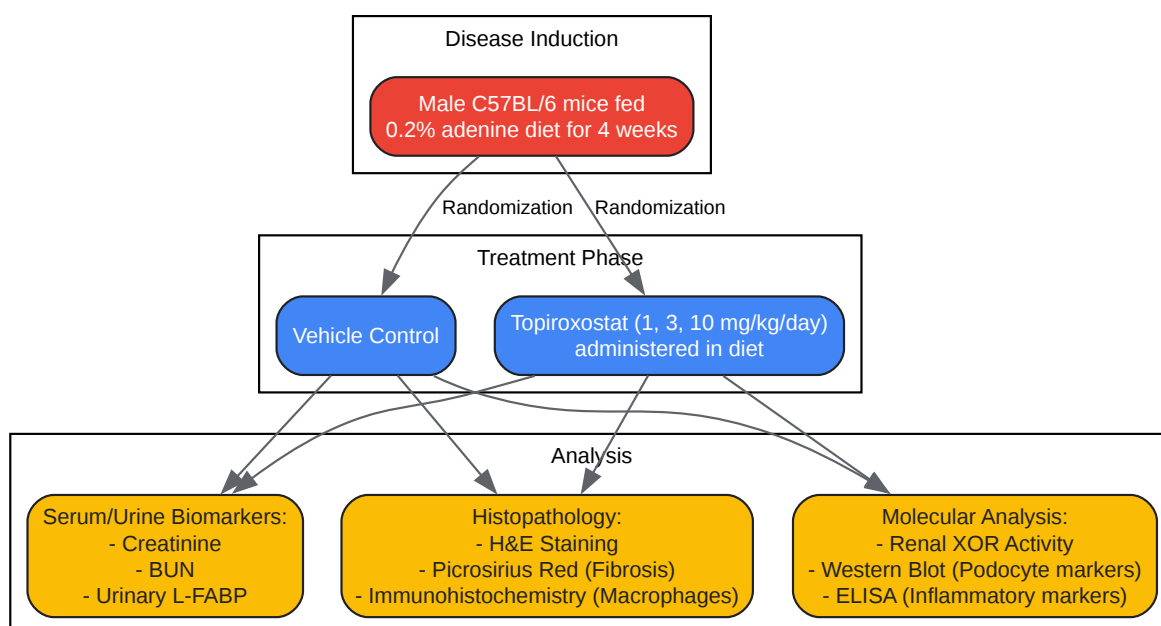 Disease Induction
Male C57BL/6 mice fed
0.2% adenine diet for 4 weeks
Randomization
Randomization
Treatment Phase
Vehicle Control
Topiroxostat (1, 3, 10 mg/kg/day)
administered in diet
Analysis
Serum/Urine Biomarkers:
- Creatinine
- BUN
- Urinary L-FABP
Histopathology:
- H&E Staining
- Picrosirius Red (Fibrosis)
- Immunohistochemistry (Macrophages)
Molecular Analysis:
- Renal XOR Activity
- Western Blot (Podocyte markers)
- ELISA (Inflammatory markers)